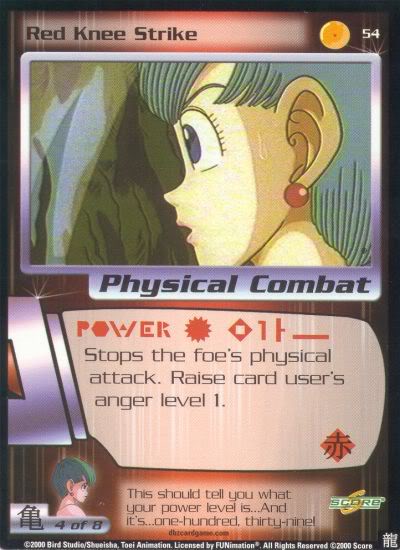 Red Knee Strike 54
Physical Combat
POWER
Stops the foe's physical
attack. Raise card user's
anger level 1.
赤
This should tell you what
your power level is...And
it's...one-hundred, thirty-nine!
亀 4 of 8
SCORE
dbzcardgame.com
龍
©2000 Bird Studio/Shueisha, Toei Animation. Licensed by FUNimation®. All Rights Reserved ©2000 Score